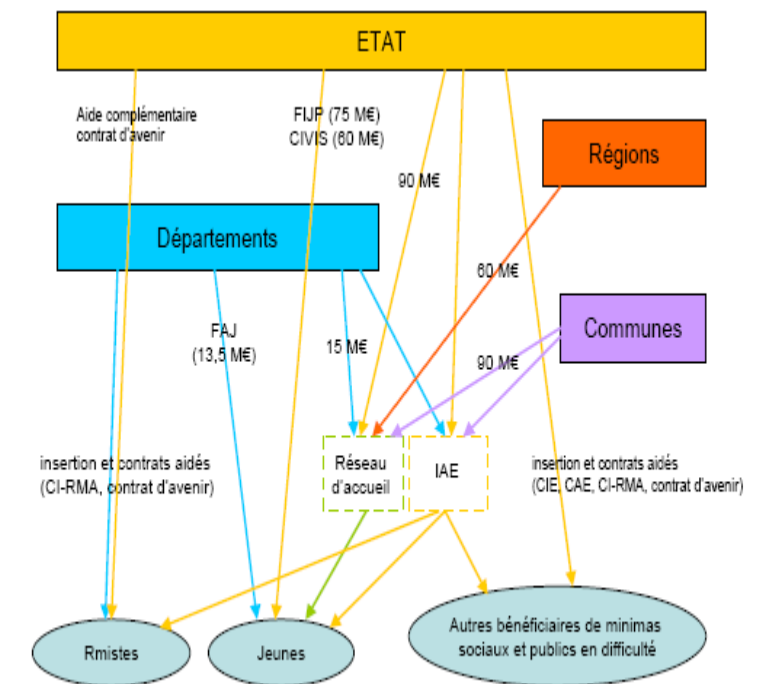 ETAT
Aide complémentaire
contrat d'avenir
FIJP (75 M€)
CIVIS (60 M€)
Régions
90 M€
Départements
60 M€
Communes
FAJ
(13,5 M€)
15 M€
90 M€
insertion et contrats aidés
(CI-RMA, contrat d'avenir)
Réseau
d'accueil
IAE
insertion et contrats aidés
(CIE, CAE, CI-RMA, contrat d'avenir)
Rmistes
Jeunes
Autres bénéficiaires de minimas
sociaux et publics en difficulté